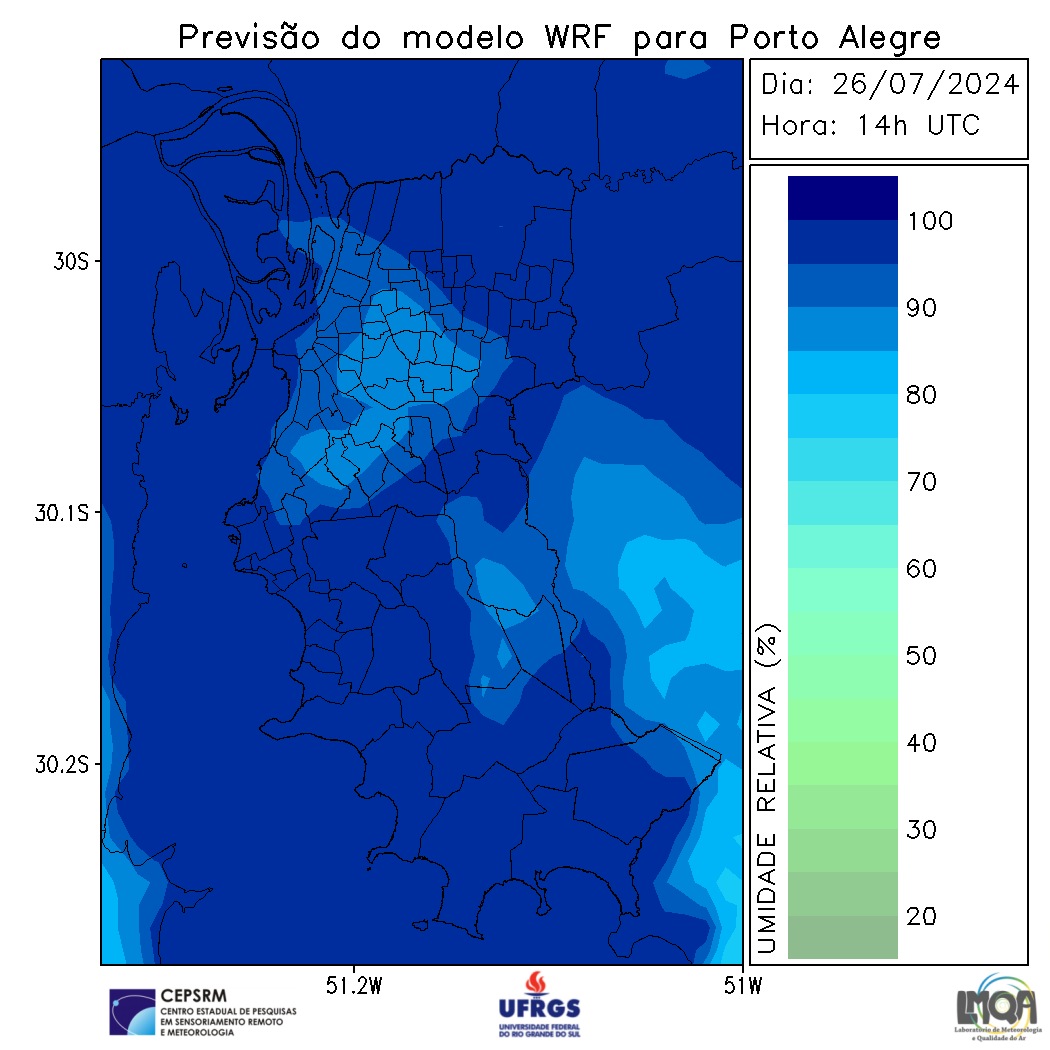 Previsão do modelo WRF para Porto Alegre
Dia: 26/07/2024
Hora: 14h UTC
30S
30.1S
30.2S
51.2W
51W
UMIDADE RELATIVA (%)
100
90
80
70
60
50
40
30
20
CEPSRM
CENTRO ESTADUAL DE PESQUISAS
EM SENSORIAMENTO REMOTO
E METEOROLOGIA
UFRGS
UNIVERSIDADE FEDERAL
DO RIO GRANDE DO SUL
LMQA
Laboratório de Meteorologia
e Qualidade do Ar